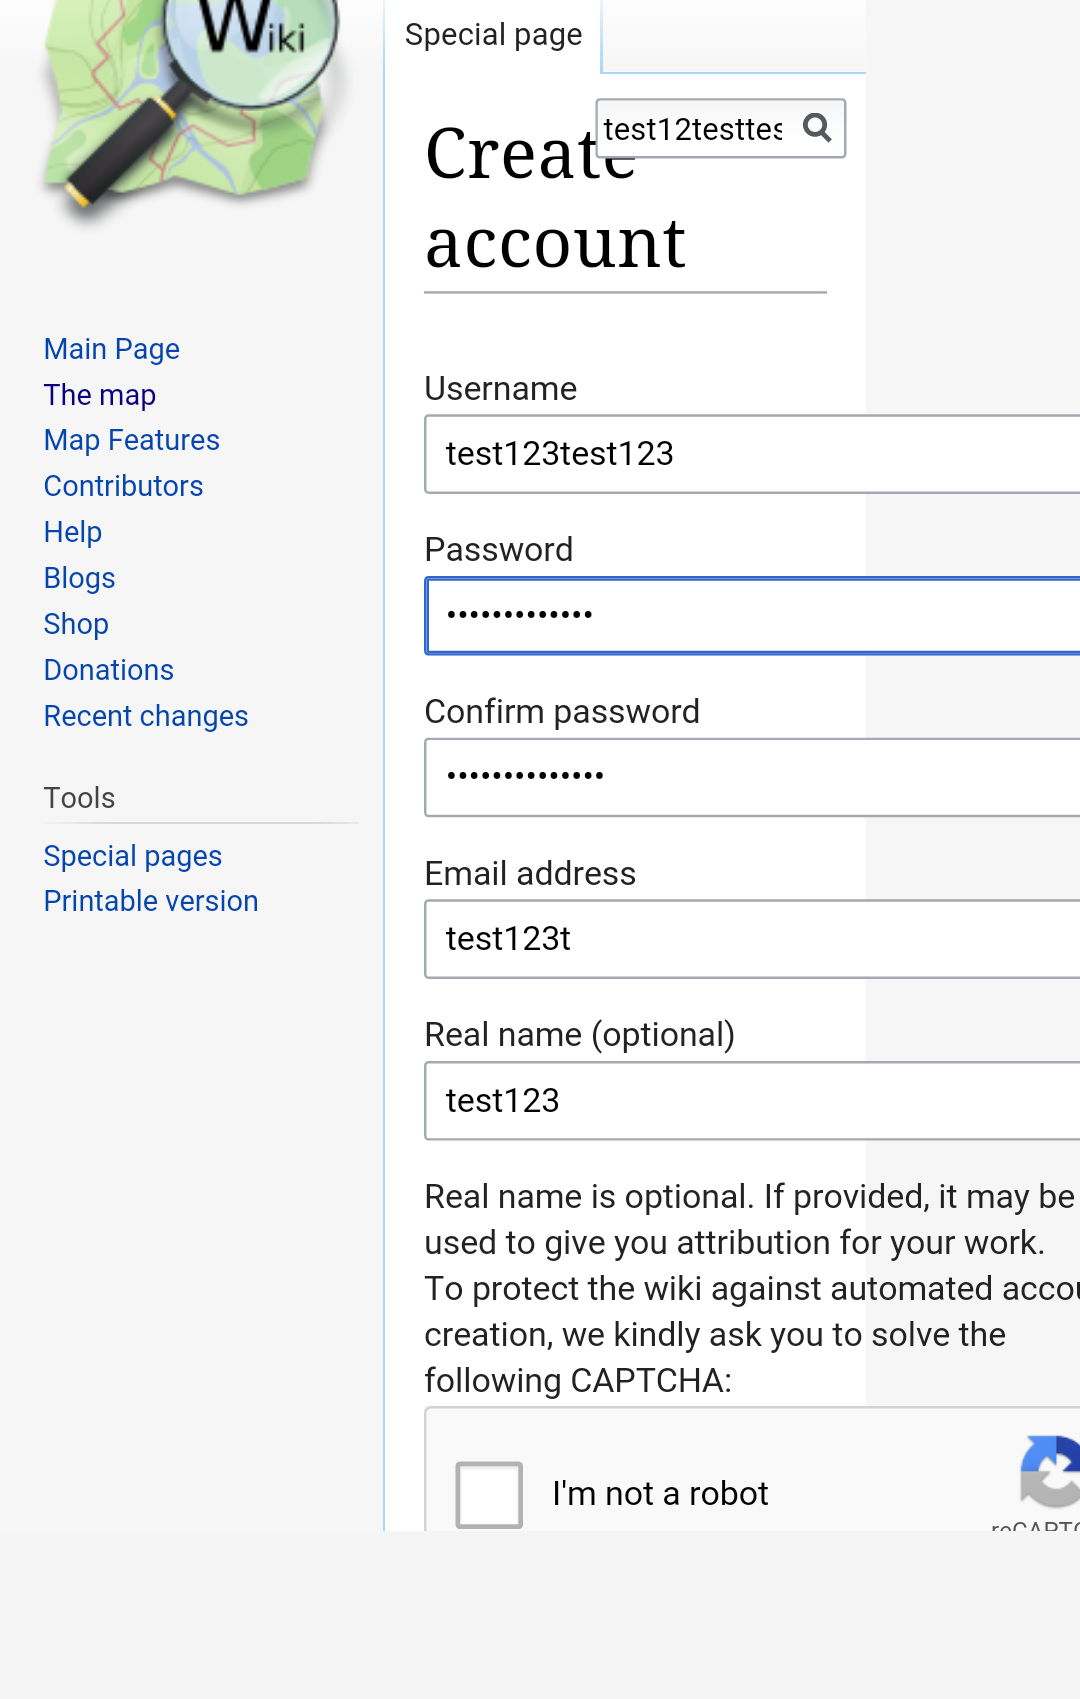 Wiki
Special page
test12testtes
Create
account
Main Page
The map
Map Features
Contributors
Help
Blogs
Shop
Donations
Recent changes
Tools
Special pages
Printable version
Username
test123test123
Password
•••••••••••••
Confirm password
••••••••••••••
Email address
test123t
Real name (optional)
test123
Real name is optional. If provided, it may be
used to give you attribution for your work.
To protect the wiki against automated accou
creation, we kindly ask you to solve the
following CAPTCHA:
I'm not a robot